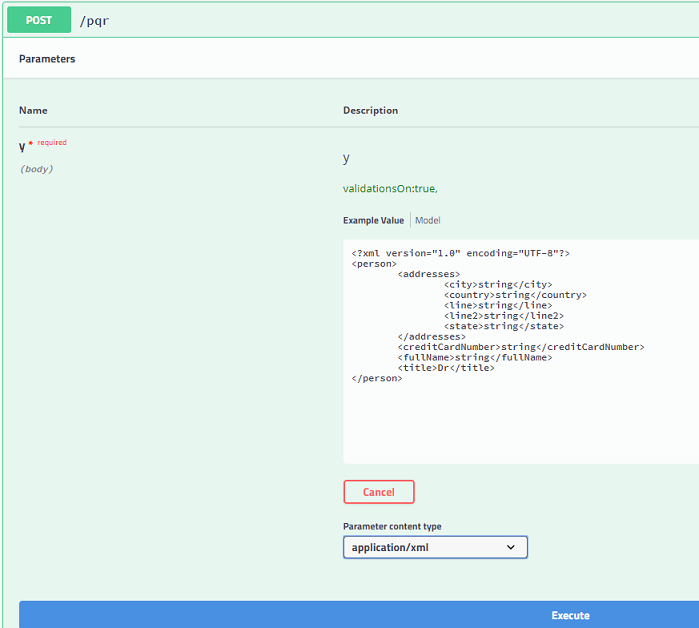 POST /pqr
Parameters
Name Description
y * required
(body)
y
validationsOn:true,
Example Value Model
<?xml version="1.0" encoding="UTF-8"?>
<person>
<addresses>
<city>string</city>
<country>string</country>
<line>string</line>
<line2>string</line2>
<state>string</state>
</addresses>
<creditCardNumber>string</creditCardNumber>
<fullName>string</fullName>
<title>Dr</title>
</person>
Cancel
Parameter content type
application/xml
Execute